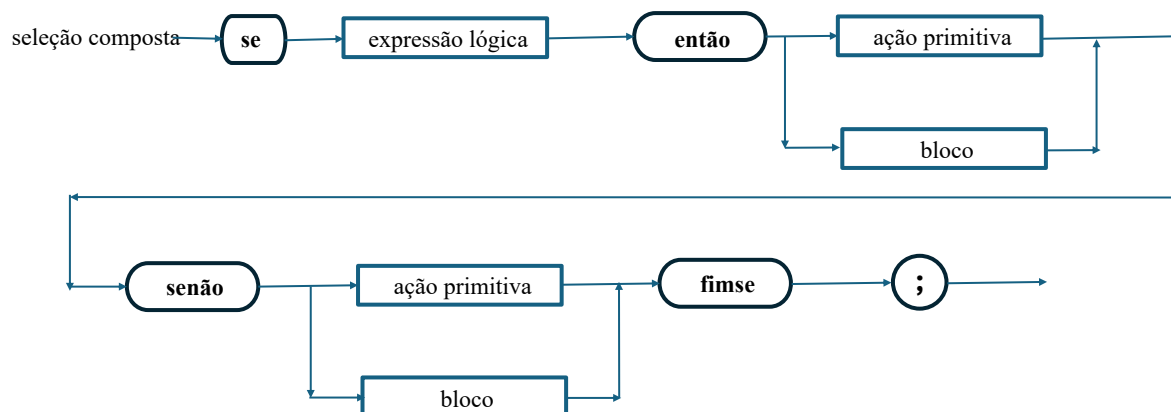 seleção composta se expressão lógica então ação primitiva
bloco
senão ação primitiva fimse ;
bloco